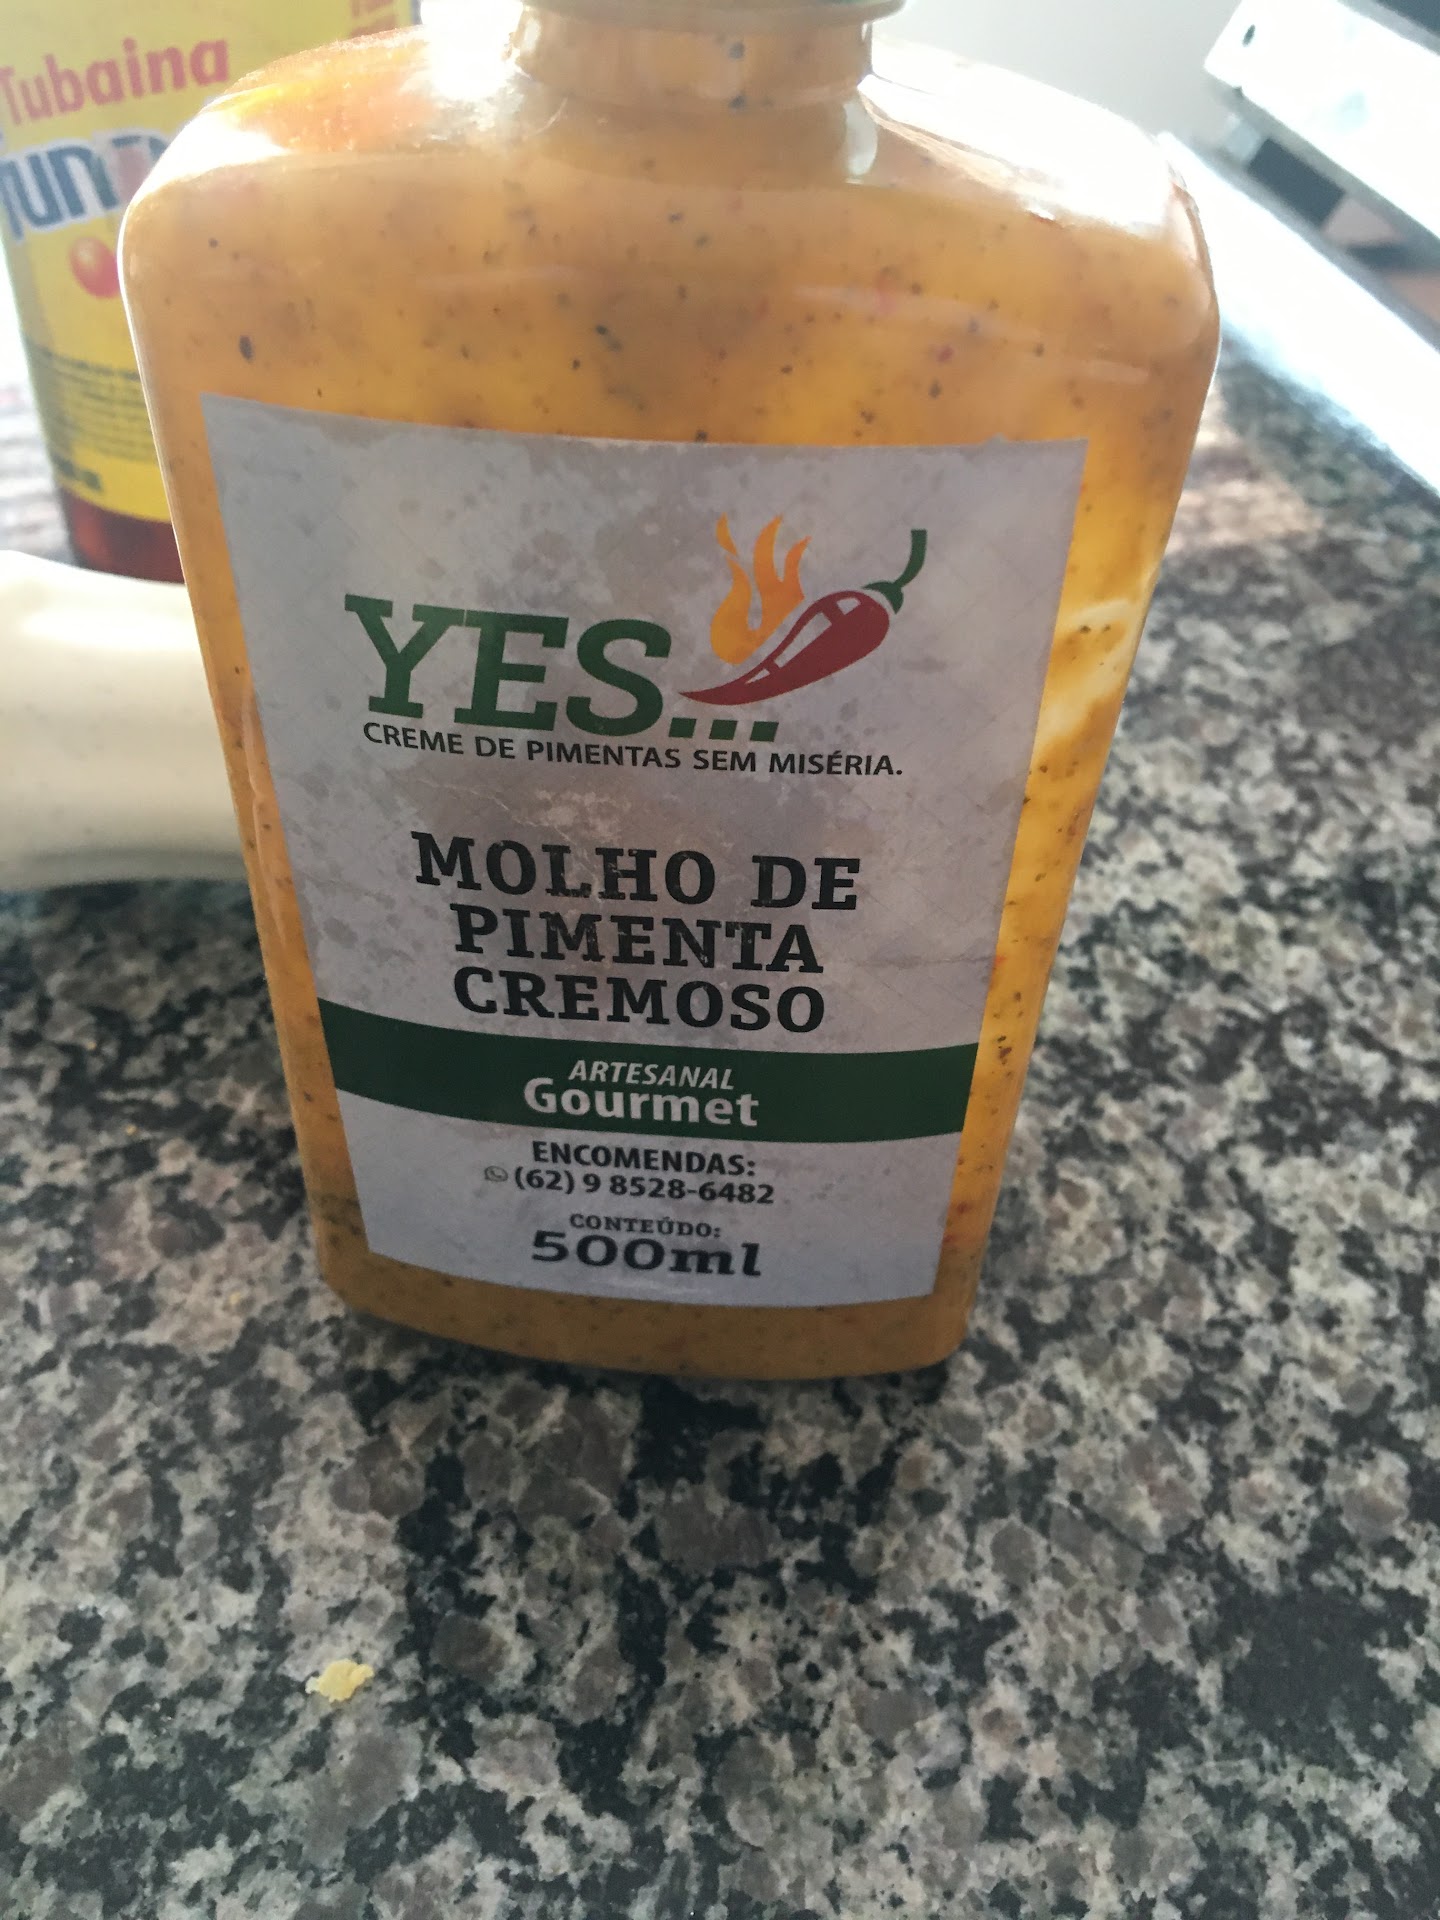 Tubaina
YES...
CREME DE PIMENTAS SEM MISÉRIA.
MOLHO DE
PIMENTA
CREMOSO
ARTESANAL
Gourmet
ENCOMENDAS:
(62) 9 8528-6482
CONTEÚDO:
500ml